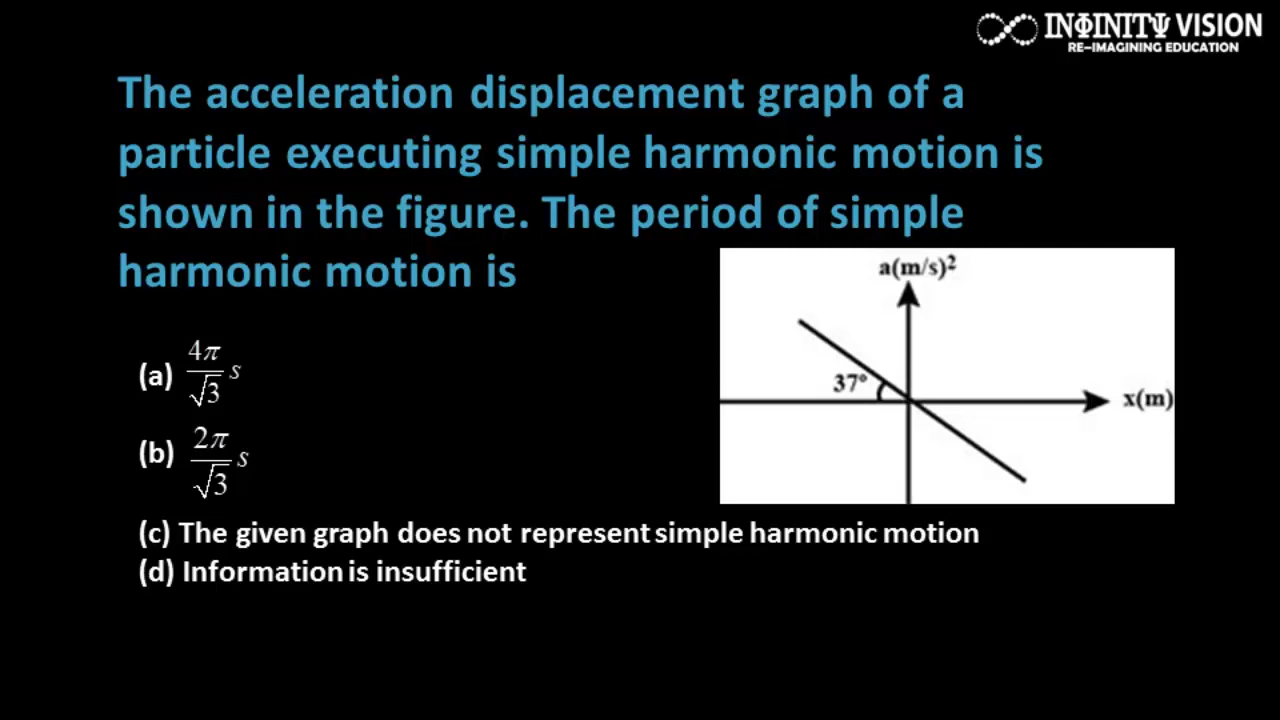 INΦINITΨ VISION
RE-IMAGINING EDUCATION
The acceleration displacement graph of a
particle executing simple harmonic motion is
shown in the figure. The period of simple
harmonic motion is
a(m/s)²
37°
x(m)
(a) 4π/√3 s
(b) 2π/√3 s
(c) The given graph does not represent simple harmonic motion
(d) Information is insufficient